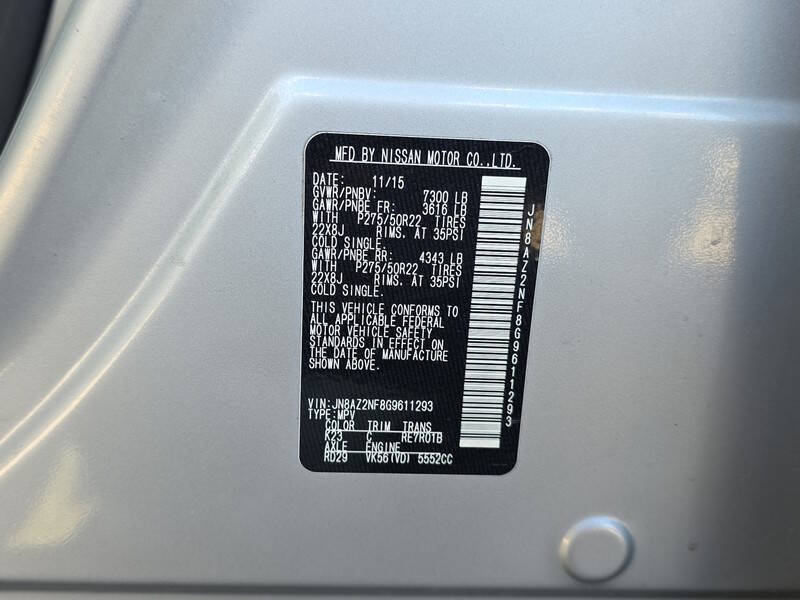 MFD BY NISSAN MOTOR CO.,LTD.
DATE: 11/15
GVWR/PNBV: 7300 LB
GAWR/PNBE FR: 3616 LB
WITH P275/50R22 TIRES
22X8J RIMS. AT 35PSI
COLD SINGLE.
GAWR/PNBE RR: 4343 LB
WITH P275/50R22 TIRES
22X8J RIMS. AT 35PSI
COLD SINGLE.
THIS VEHICLE CONFORMS TO
ALL APPLICABLE FEDERAL
MOTOR VEHICLE SAFETY
STANDARDS IN EFFECT ON
THE DATE OF MANUFACTURE
SHOWN ABOVE.
VIN: JN8AZ2NF8G9611293
TYPE: MPV
COLOR TRIM TRANS
K23 C RE7R01B
AXLE ENGINE
RD29 VK56(VD) 5552CC
JN8AZ2NF8G9611293